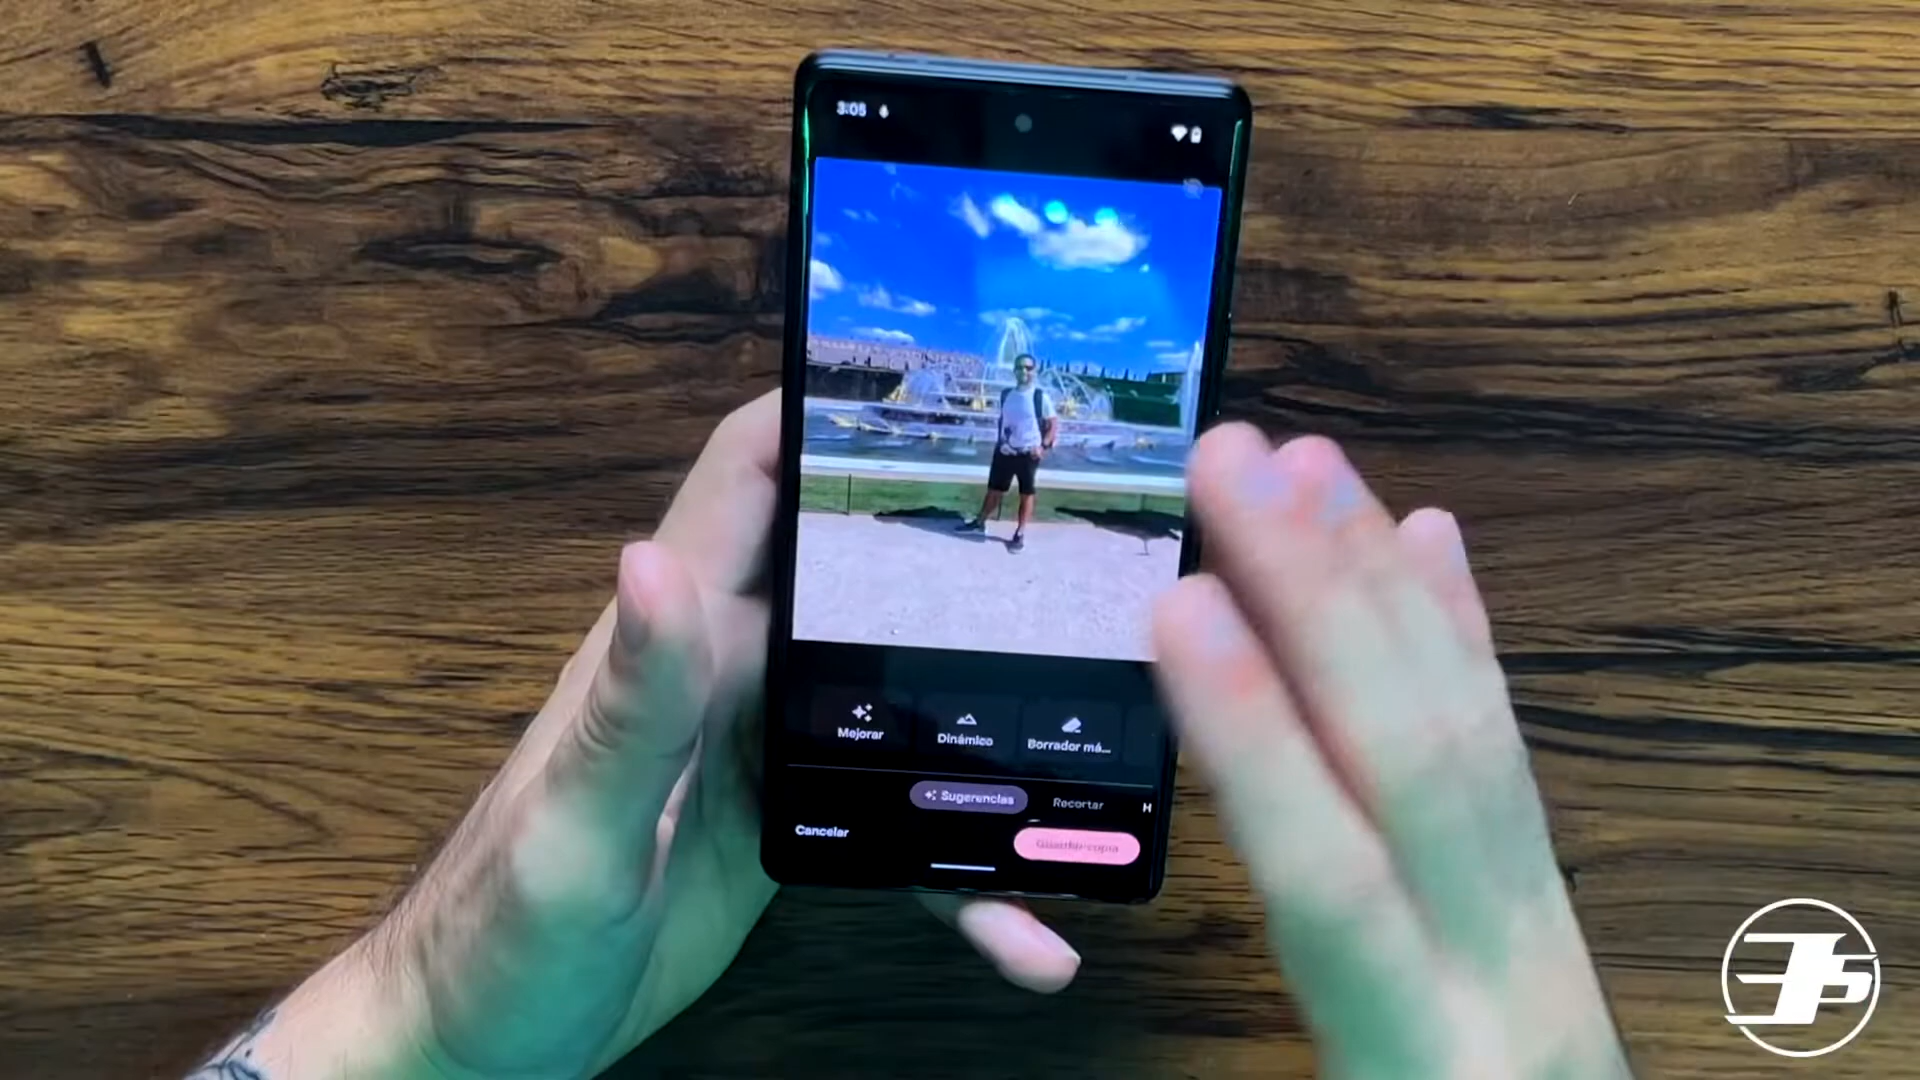 3:05
Mejorar
Dinámico
Borrador má...
Sugerencias
Recortar
H
Cancelar
Guardar copia